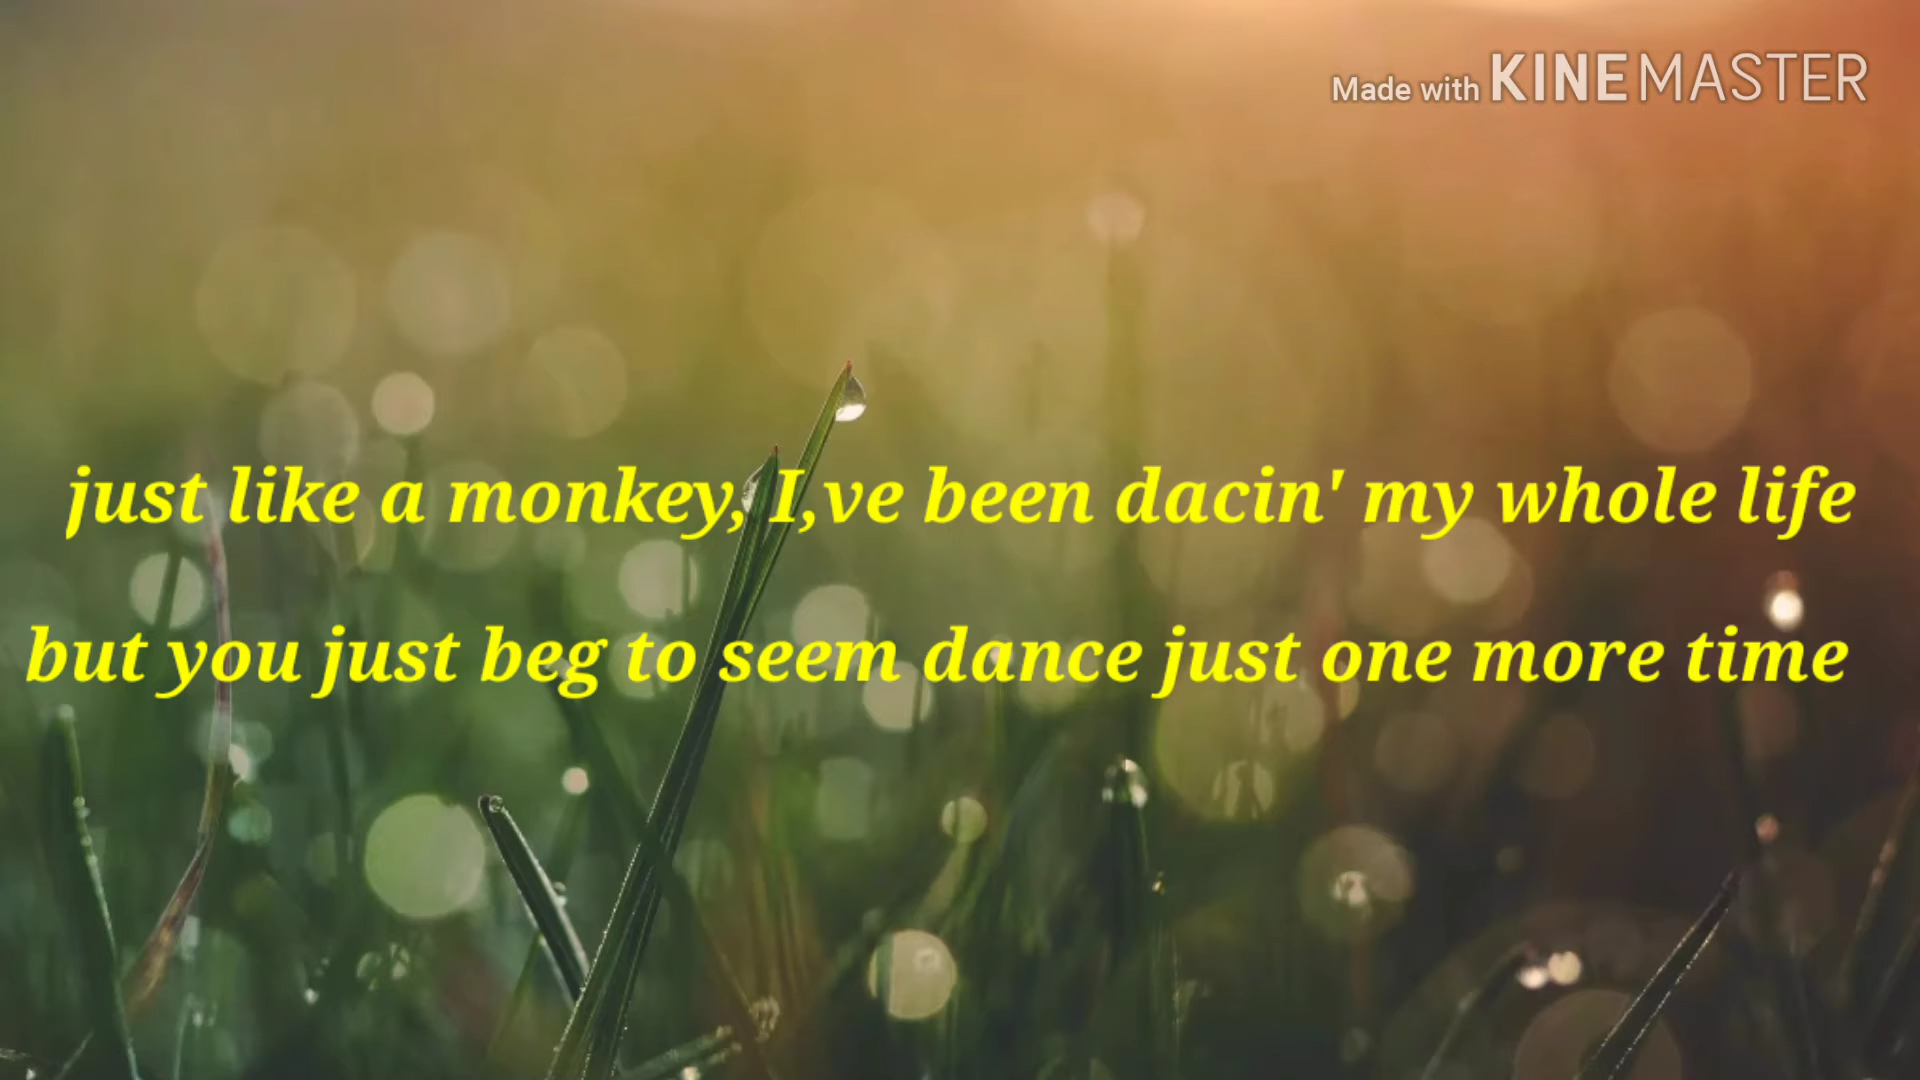 Made with KINEMASTER
just like a monkey, I,ve been dacin' my whole life
but you just beg to seem dance just one more time